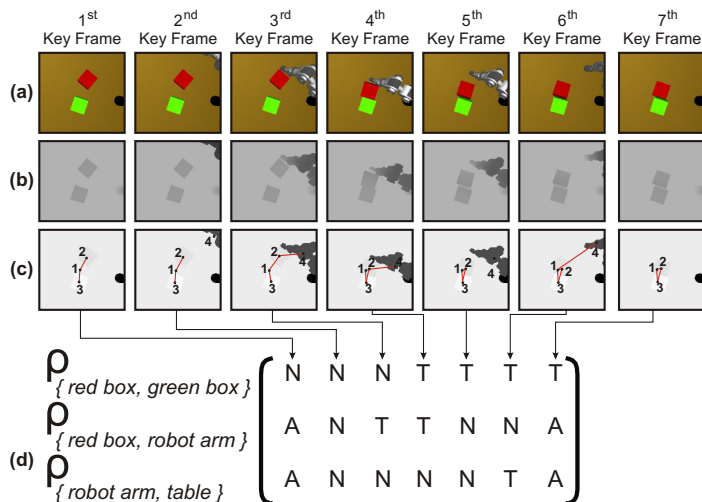 1st 2nd 3rd 4th 5th 6th 7th
Key Frame Key Frame Key Frame Key Frame Key Frame Key Frame Key Frame
(a)
(b)
(c)
2 1 3
2 4 1 3
2 4 1 3
1 2 4 3
1 2 4 3
4 1 2 3
1 2 3
ρ { red box, green box } N N N T T T T
ρ { red box, robot arm } A N T T N N A
(d)
ρ { robot arm, table } A N N N N T A